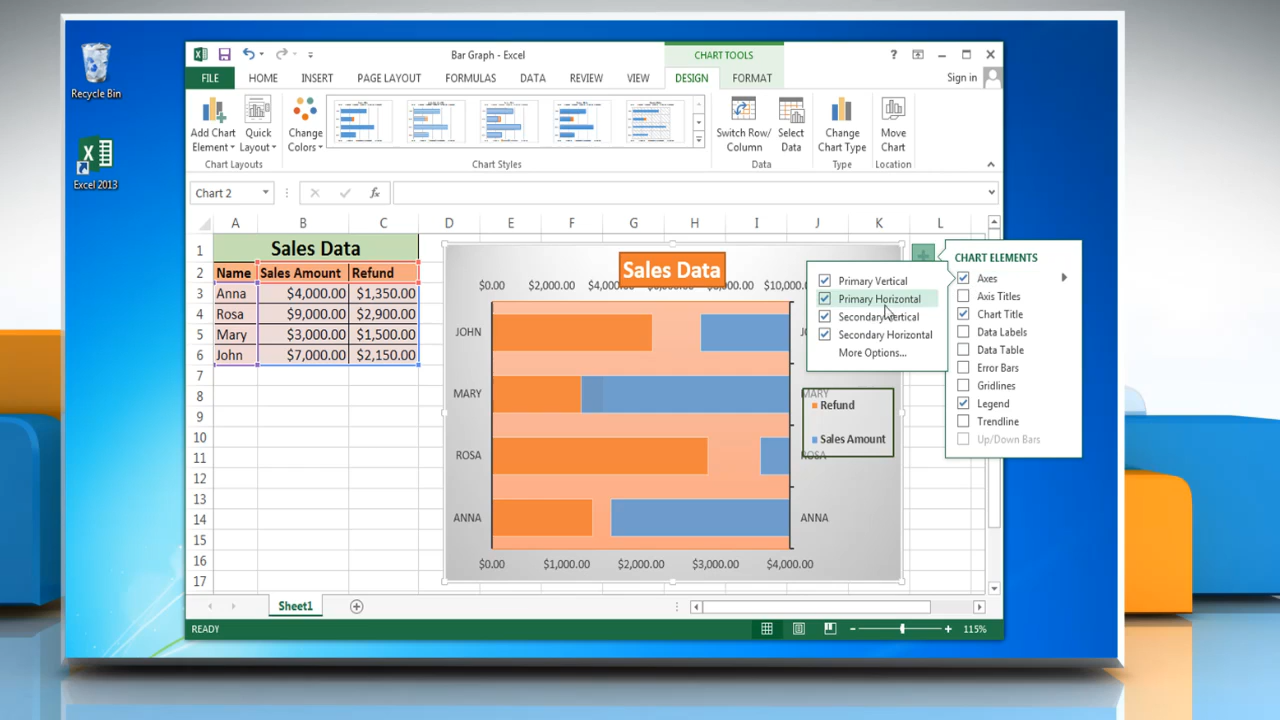 Recycle Bin
Excel 2013
Bar Graph - Excel
CHART TOOLS
?
FILE HOME INSERT PAGE LAYOUT FORMULAS DATA REVIEW VIEW DESIGN FORMAT Sign in
Add Chart Element Quick Layout Change Colors Switch Row/ Column Select Data Change Chart Type Move Chart
Chart Layouts Chart Styles Data Type Location
Chart 2 fx
A B C D E F G H I J K L
1 Sales Data
2 Name Sales Amount Refund
3 Anna $4,000.00 $1,350.00
4 Rosa $9,000.00 $2,900.00
5 Mary $3,000.00 $1,500.00
6 John $7,000.00 $2,150.00
7
8
9
10
11
12
13
14
15
16
17
Sales Data
$0.00 $2,000.00 $4,000 $10,000
JOHN
MARY MARY
ROSA ROSA
ANNA ANNA
$0.00 $1,000.00 $2,000.00 $3,000.00 $4,000.00
Refund
Sales Amount
Primary Vertical
Primary Horizontal
Secondary Vertical
Secondary Horizontal
More Options...
CHART ELEMENTS
Axes
Axis Titles
Chart Title
Data Labels
Data Table
Error Bars
Gridlines
Legend
Trendline
Up/Down Bars
Sheet1
READY 115%